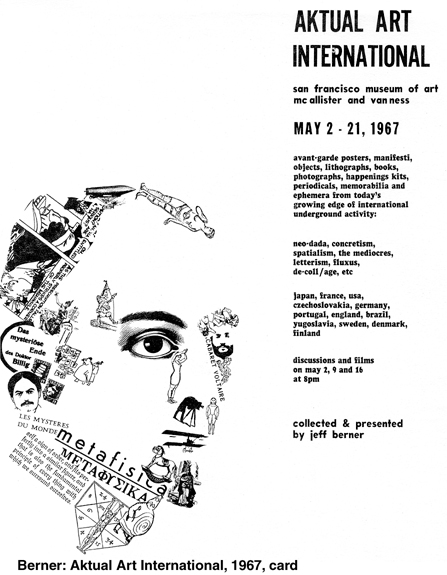 AKTUAL ART
INTERNATIONAL
san francisco museum of art
mc allister and van ness
MAY 2 - 21, 1967
avant-garde posters, manifesti,
objects, lithographs, books,
photographs, happenings kits,
periodicals, memorabilia and
ephemera from today's
growing edge of international
underground activity:
neo-dada, concretism,
spatialism, the mediocres,
letterism, fluxus,
de-coll/age, etc
japan, france, usa,
czechoslovakia, germany,
portugal, england, brazil,
yugoslavia, sweden, denmark,
finland
discussions and films
on may 2, 9 and 16
at 8pm
collected & presented
by jeff berner
CABARET VOLTAIRE
Das
mysteriöse
Ende
des Doktor
Billig
LES MYSTERES
DU MONDE
metafisica
ΜΕΤΑΦΥΣΙΚΑ
Berner: Aktual Art International, 1967, card